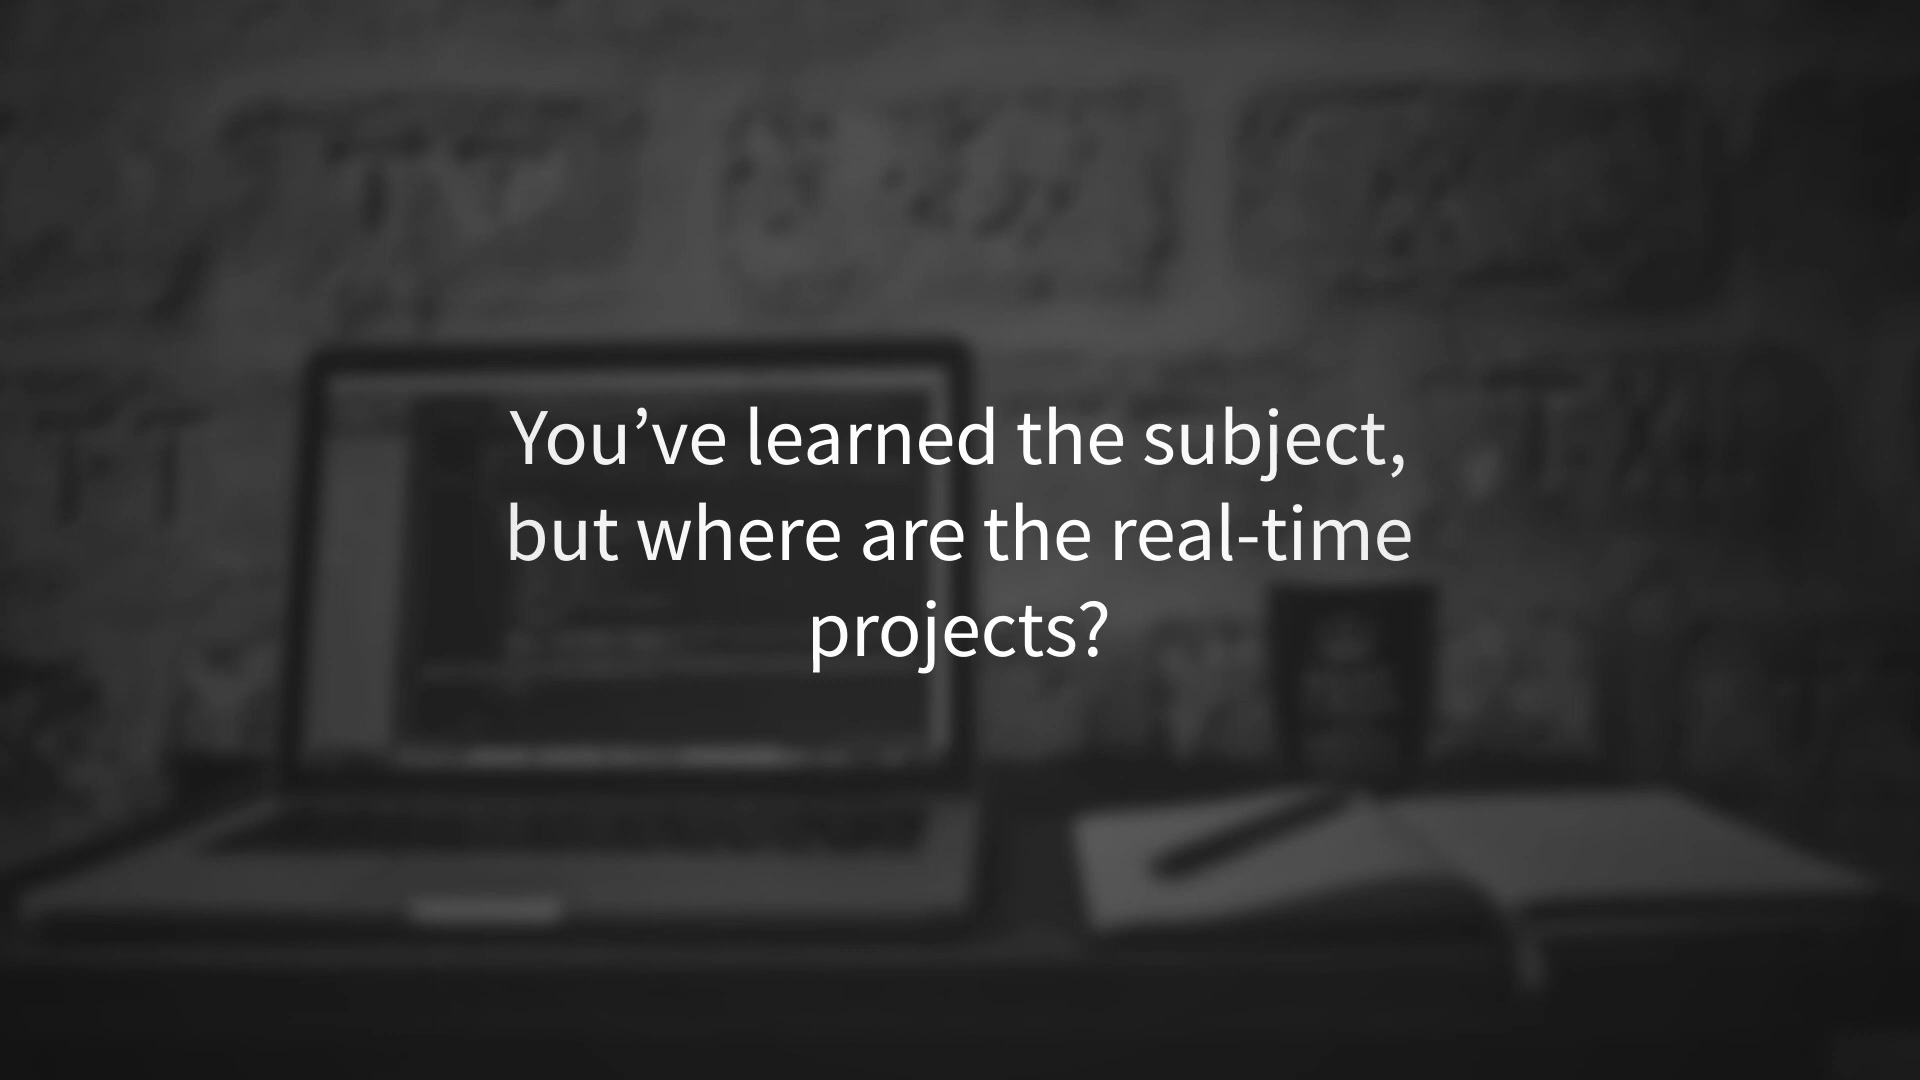 You’ve learned the subject,
but where are the real-time
projects?